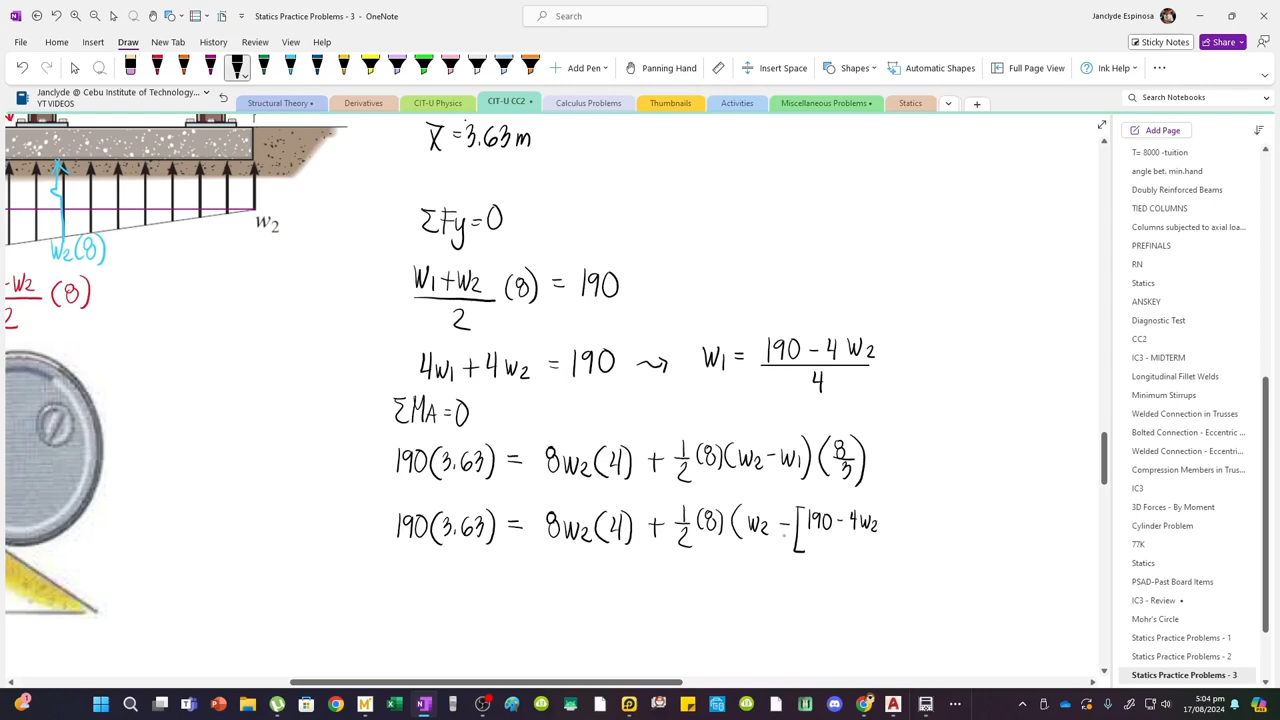 Statics Practice Problems - 3 - OneNote
Search
Janclyde Espinosa
File Home Insert Draw New Tab History Review View Help
Sticky Notes
Share
Add Pen
Panning Hand
Insert Space
Shapes
Automatic Shapes
Full Page View
Ink Help
Janclyde @ Cebu Institute of Technology...
YT VIDEOS
Structural Theory
Derivatives
CIT-U Physics
CIT-U CC2
Calculus Problems
Thumbnails
Activities
Miscellaneous Problems
Statics
Search Notebooks
Add Page
T= 8000 -tuition
angle bet. min.hand
Doubly Reinforced Beams
TIED COLUMNS
Columns subjected to axial loa...
PREFINALS
RN
Statics
ANSKEY
Diagnostic Test
CC2
IC3 - MIDTERM
Longitudinal Fillet Welds
Minimum Stirrups
Welded Connection in Trusses
Bolted Connection - Eccentric ...
Welded Connection - Eccentri...
Compression Members in Trus...
IC3
3D Forces - By Moment
Cylinder Problem
77K
Statics
PSAD-Past Board Items
IC3 - Review
Mohr's Circle
Statics Practice Problems - 1
Statics Practice Problems - 2
Statics Practice Problems - 3
w2
w2(8)
-w2
2 (8)
x̅ = 3.63 m
ΣFy = 0
W1 + W2
2 (8) = 190
4w1 + 4w2 = 190 ⇝ W1 = 190 - 4W2
4
ΣMA = 0
190(3.63) = 8w2(4) + 1/2 (8)(w2 - w1)(8/3)
190(3.63) = 8w2(4) + 1/2 (8)(w2 - [190 - 4w2
5:04 pm
17/08/2024